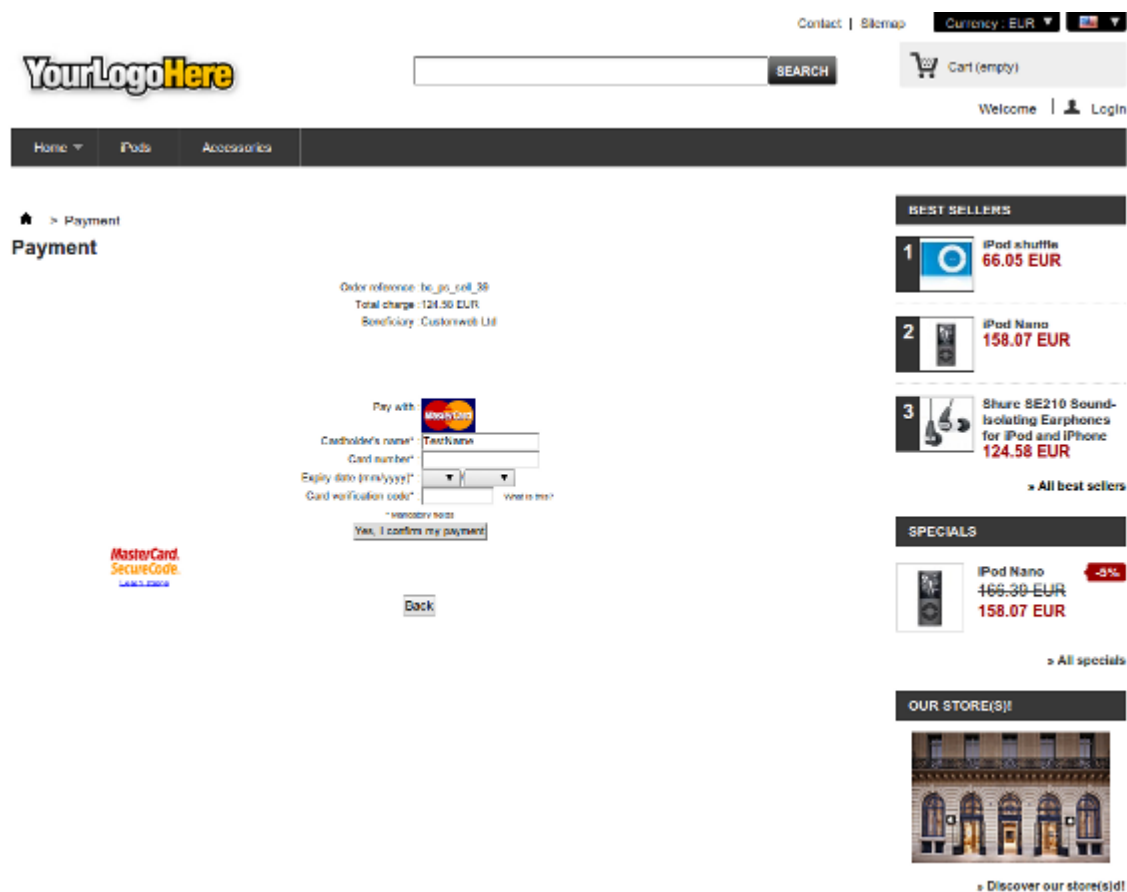 Contact | Sitemap
Currency : EUR ▼
YourLogoHere
SEARCH
Cart (empty)
Welcome | Login
Home
iPods
Accessories
> Payment
Payment
Order reference : bc_ps_sell_39
Total charge : 124.58 EUR
Beneficiary : Customweb Ltd
Pay with :
MasterCard
Cardholder's name* : TestName
Card number* :
Expiry date (mm/yyyy)* : /
Card verification code* : What is this?
* Mandatory fields
Yes, I confirm my payment
MasterCard.
SecureCode.
Learn more
Back
BEST SELLERS
1
iPod shuffle
66.05 EUR
2
iPod Nano
158.07 EUR
3
Shure SE210 Sound-
Isolating Earphones
for iPod and iPhone
124.58 EUR
» All best sellers
SPECIALS
iPod Nano
-5%
166.39 EUR
158.07 EUR
» All specials
OUR STORE(S)!
» Discover our store(s)d!